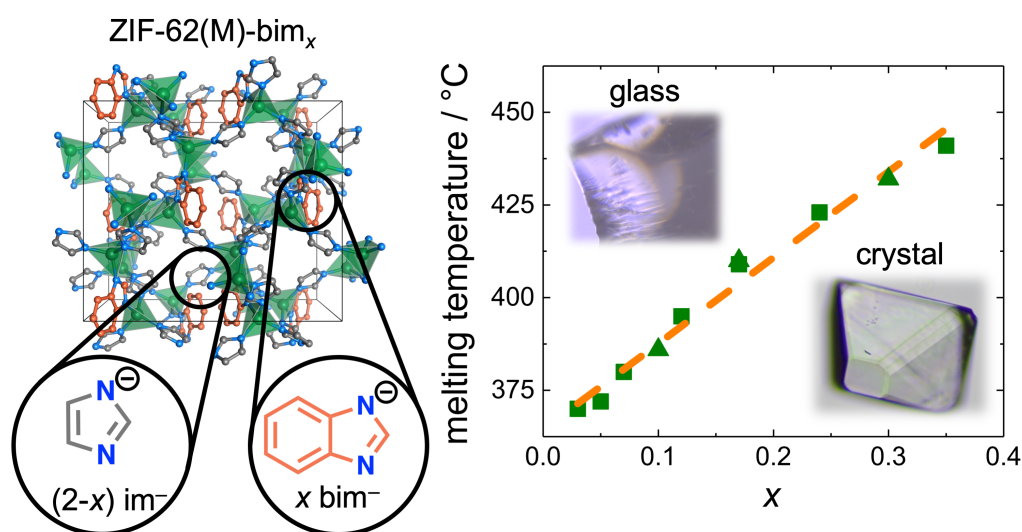 ZIF-62(M)-bimₓ
N⊖
N
(2-x) im⁻
N⊖
N
x bim⁻
melting temperature / °C
450
425
400
375
glass
crystal
0.0 0.1 0.2 0.3 0.4
x